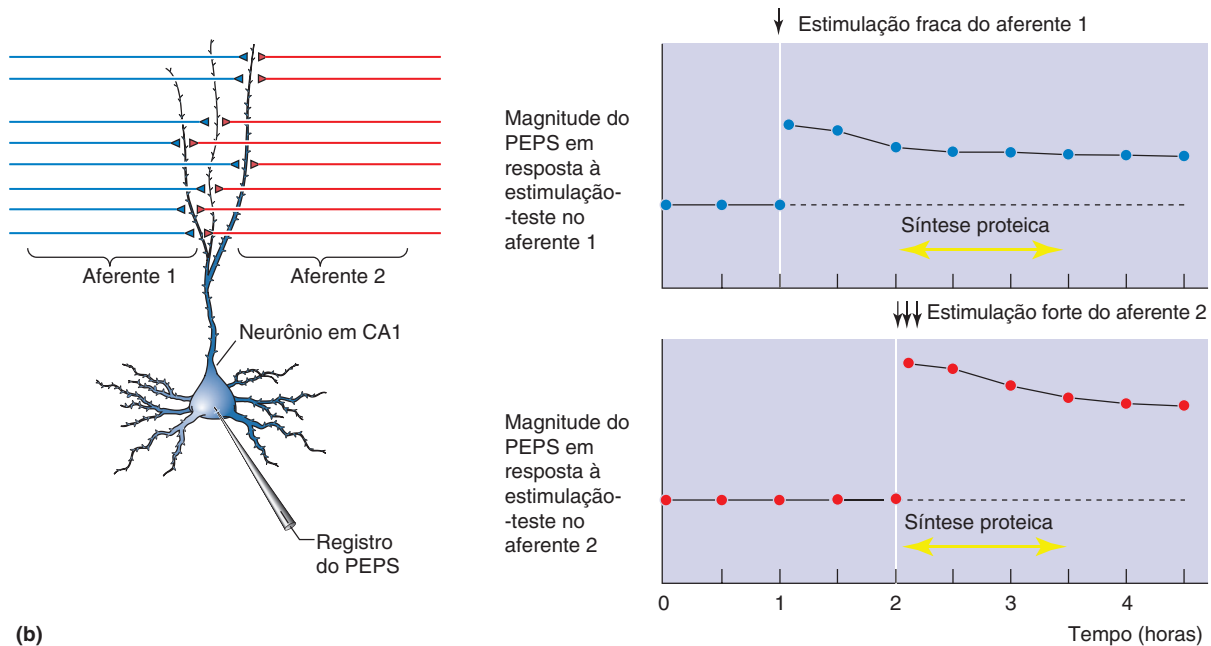 Aferente 1
Aferente 2
Neurônio em CA1
Registro
do PEPS
(b)
Estimulação fraca do aferente 1
Magnitude do
PEPS em
resposta à
estimulação-
-teste no
aferente 1
Síntese proteica
Estimulação forte do aferente 2
Magnitude do
PEPS em
resposta à
estimulação-
-teste no
aferente 2
Síntese proteica
0 1 2 3 4
Tempo (horas)